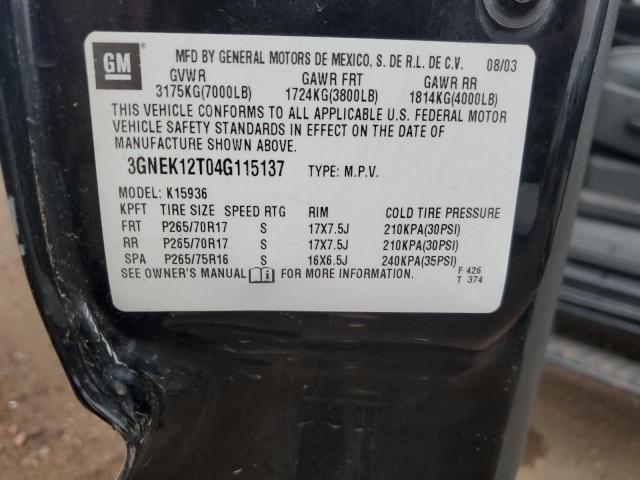 GM
MFD BY GENERAL MOTORS DE MEXICO, S. DE R.L. DE C.V. 08/03
GVWR GAWR FRT GAWR RR
3175KG(7000LB) 1724KG(3800LB) 1814KG(4000LB)
THIS VEHICLE CONFORMS TO ALL APPLICABLE U.S. FEDERAL MOTOR
VEHICLE SAFETY STANDARDS IN EFFECT ON THE DATE OF
MANUFACTURE SHOWN ABOVE.
3GNEK12T04G115137 TYPE: M.P.V.
MODEL: K15936
KPFT TIRE SIZE SPEED RTG RIM COLD TIRE PRESSURE
FRT P265/70R17 S 17X7.5J 210KPA(30PSI)
RR P265/70R17 S 17X7.5J 210KPA(30PSI)
SPA P265/75R16 S 16X6.5J 240KPA(35PSI)
SEE OWNER'S MANUAL FOR MORE INFORMATION. F 426
T 374